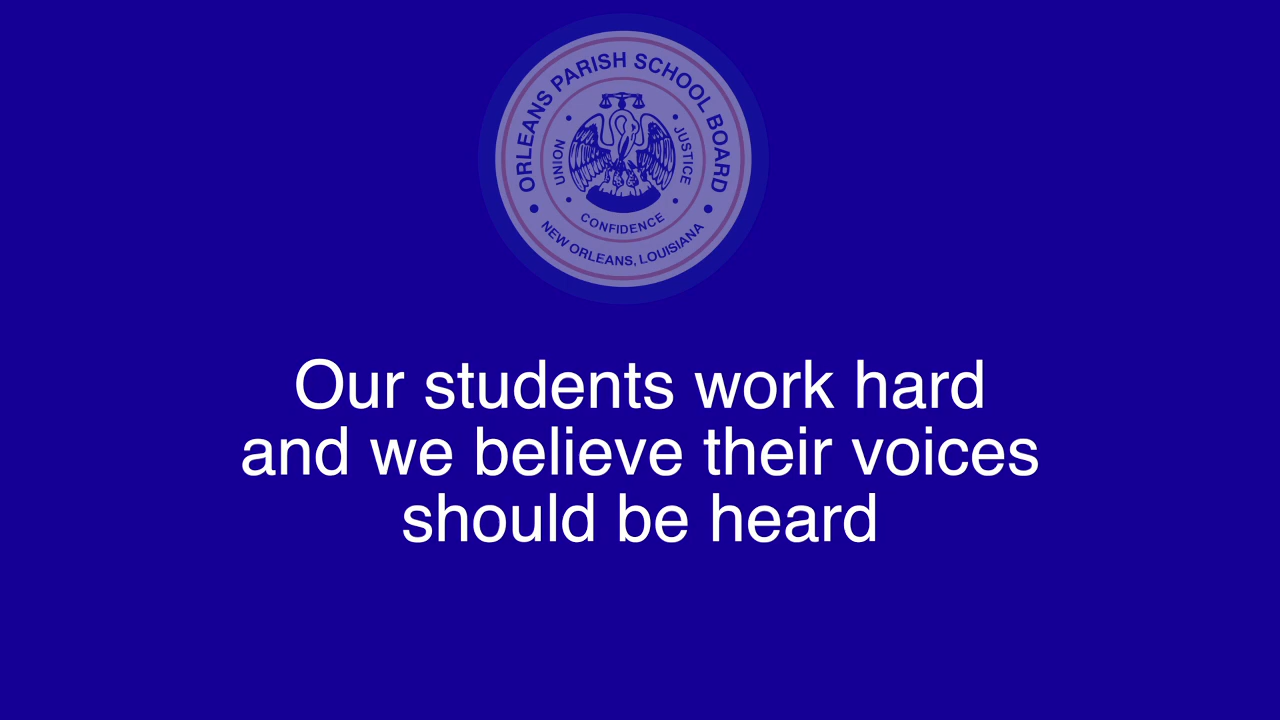 ORLEANS PARISH SCHOOL BOARD
UNION
JUSTICE
CONFIDENCE
NEW ORLEANS, LOUISIANA
Our students work hard
and we believe their voices
should be heard